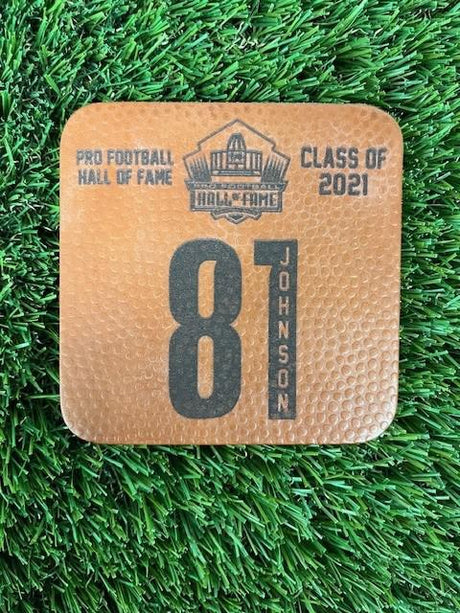 PRO FOOTBALL
HALL OF FAME
PRO FOOTBALL
HALL OF FAME
CLASS OF
2021
81
JOHNSON